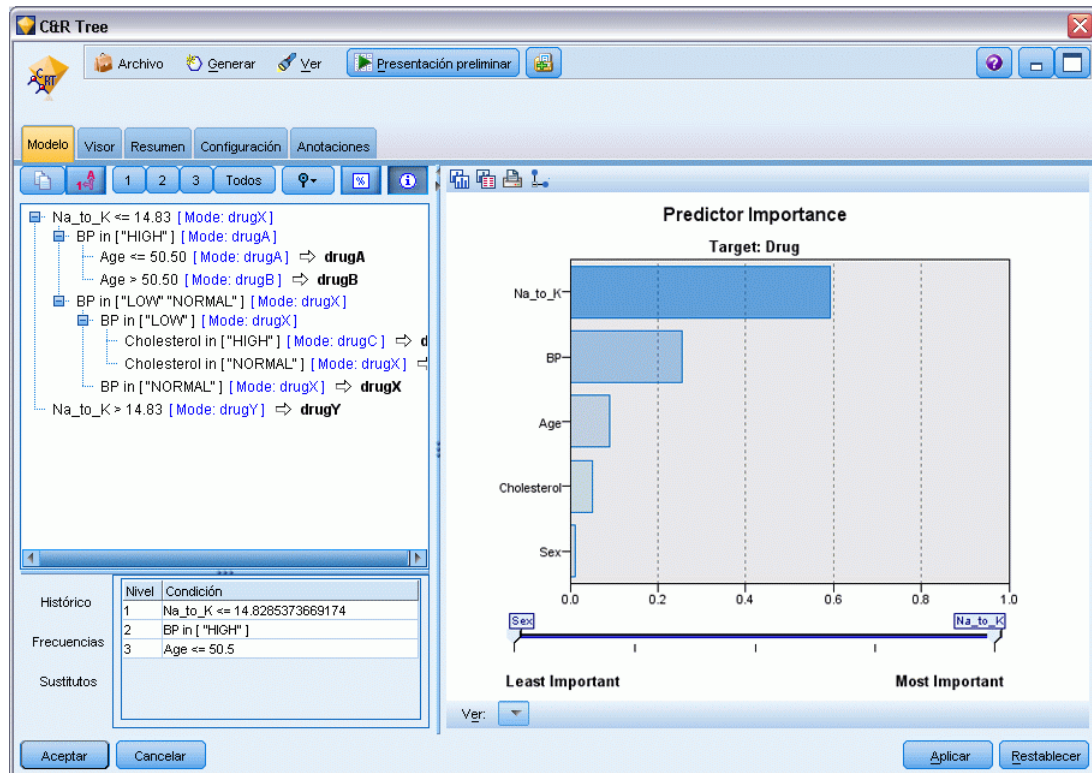 C&R Tree
CRT
Archivo Generar Ver Presentación preliminar
Modelo Visor Resumen Configuración Anotaciones
1 2 3 Todos %
Na_to_K <= 14.83 [ Mode: drugX ]
BP in [ "HIGH" ] [ Mode: drugA ]
Age <= 50.50 [ Mode: drugA ] ⇨ drugA
Age > 50.50 [ Mode: drugB ] ⇨ drugB
BP in [ "LOW" "NORMAL" ] [ Mode: drugX ]
BP in [ "LOW" ] [ Mode: drugX ]
Cholesterol in [ "HIGH" ] [ Mode: drugC ] ⇨ d
Cholesterol in [ "NORMAL" ] [ Mode: drugX ]
BP in [ "NORMAL" ] [ Mode: drugX ] ⇨ drugX
Na_to_K > 14.83 [ Mode: drugY ] ⇨ drugY
Histórico
Frecuencias
Sustitutos
Nivel Condición
1 Na_to_K <= 14.8285373669174
2 BP in [ "HIGH" ]
3 Age <= 50.5
Predictor Importance
Target: Drug
Na_to_K
BP
Age
Cholesterol
Sex
0.0 0.2 0.4 0.6 0.8 1.0
Sex Na_to_K
Least Important Most Important
Ver:
Aceptar Cancelar Aplicar Restablecer